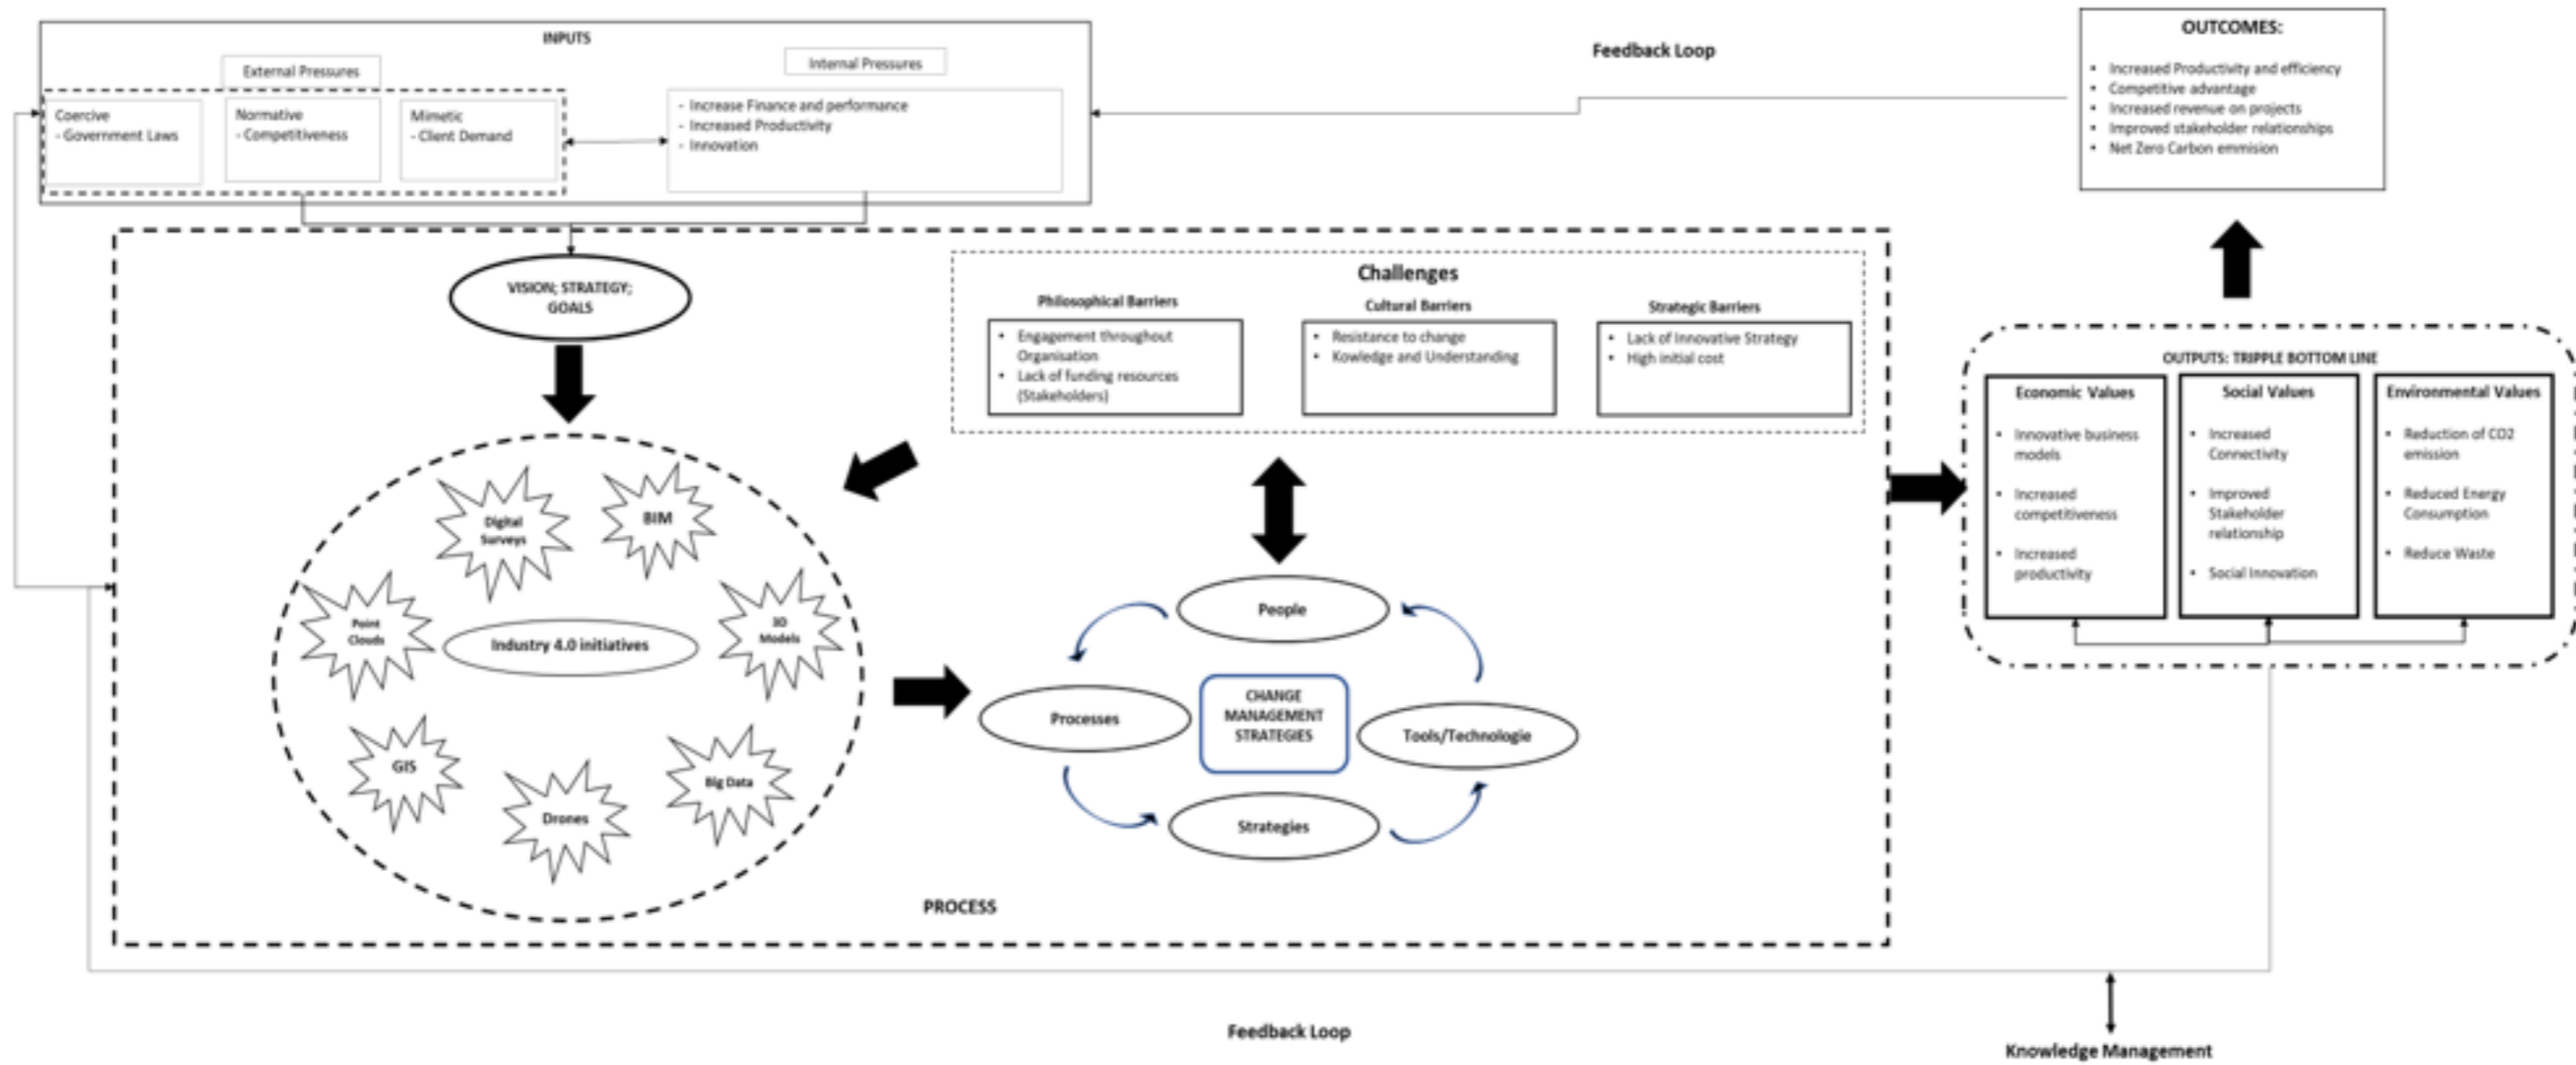 INPUTS
External Pressures
Internal Pressures
Coercive
- Government Laws
Normative
- Competitiveness
Mimetic
- Client Demand
- Increase Finance and performance
- Increased Productivity
- Innovation
Feedback Loop
OUTCOMES:
• Increased Productivity and efficiency
• Competitive advantage
• Increased revenue on projects
• Improved stakeholder relationships
• Net Zero Carbon emmision
VISION; STRATEGY;
GOALS
Challenges
Philosophical Barriers
• Engagement throughout
Organisation
• Lack of funding resources
(Stakeholders)
Cultural Barriers
• Resistance to change
• Kowledge and Understanding
Strategic Barriers
• Lack of Innovative Strategy
• High initial cost
Digital
Surveys
BIM
Point
Clouds
Industry 4.0 initiatives
3D
Models
GIS
Drones
Big Data
People
Processes
CHANGE
MANAGEMENT
STRATEGIES
Tools/Technologie
Strategies
PROCESS
OUTPUTS: TRIPPLE BOTTOM LINE
Economic Values
• Innovative business
models
• Increased
competitiveness
• Increased
productivity
Social Values
• Increased
Connectivity
• Improved
Stakeholder
relationship
• Social Innovation
Environmental Values
• Reduction of CO2
emission
• Reduced Energy
Consumption
• Reduce Waste
Feedback Loop
Knowledge Management